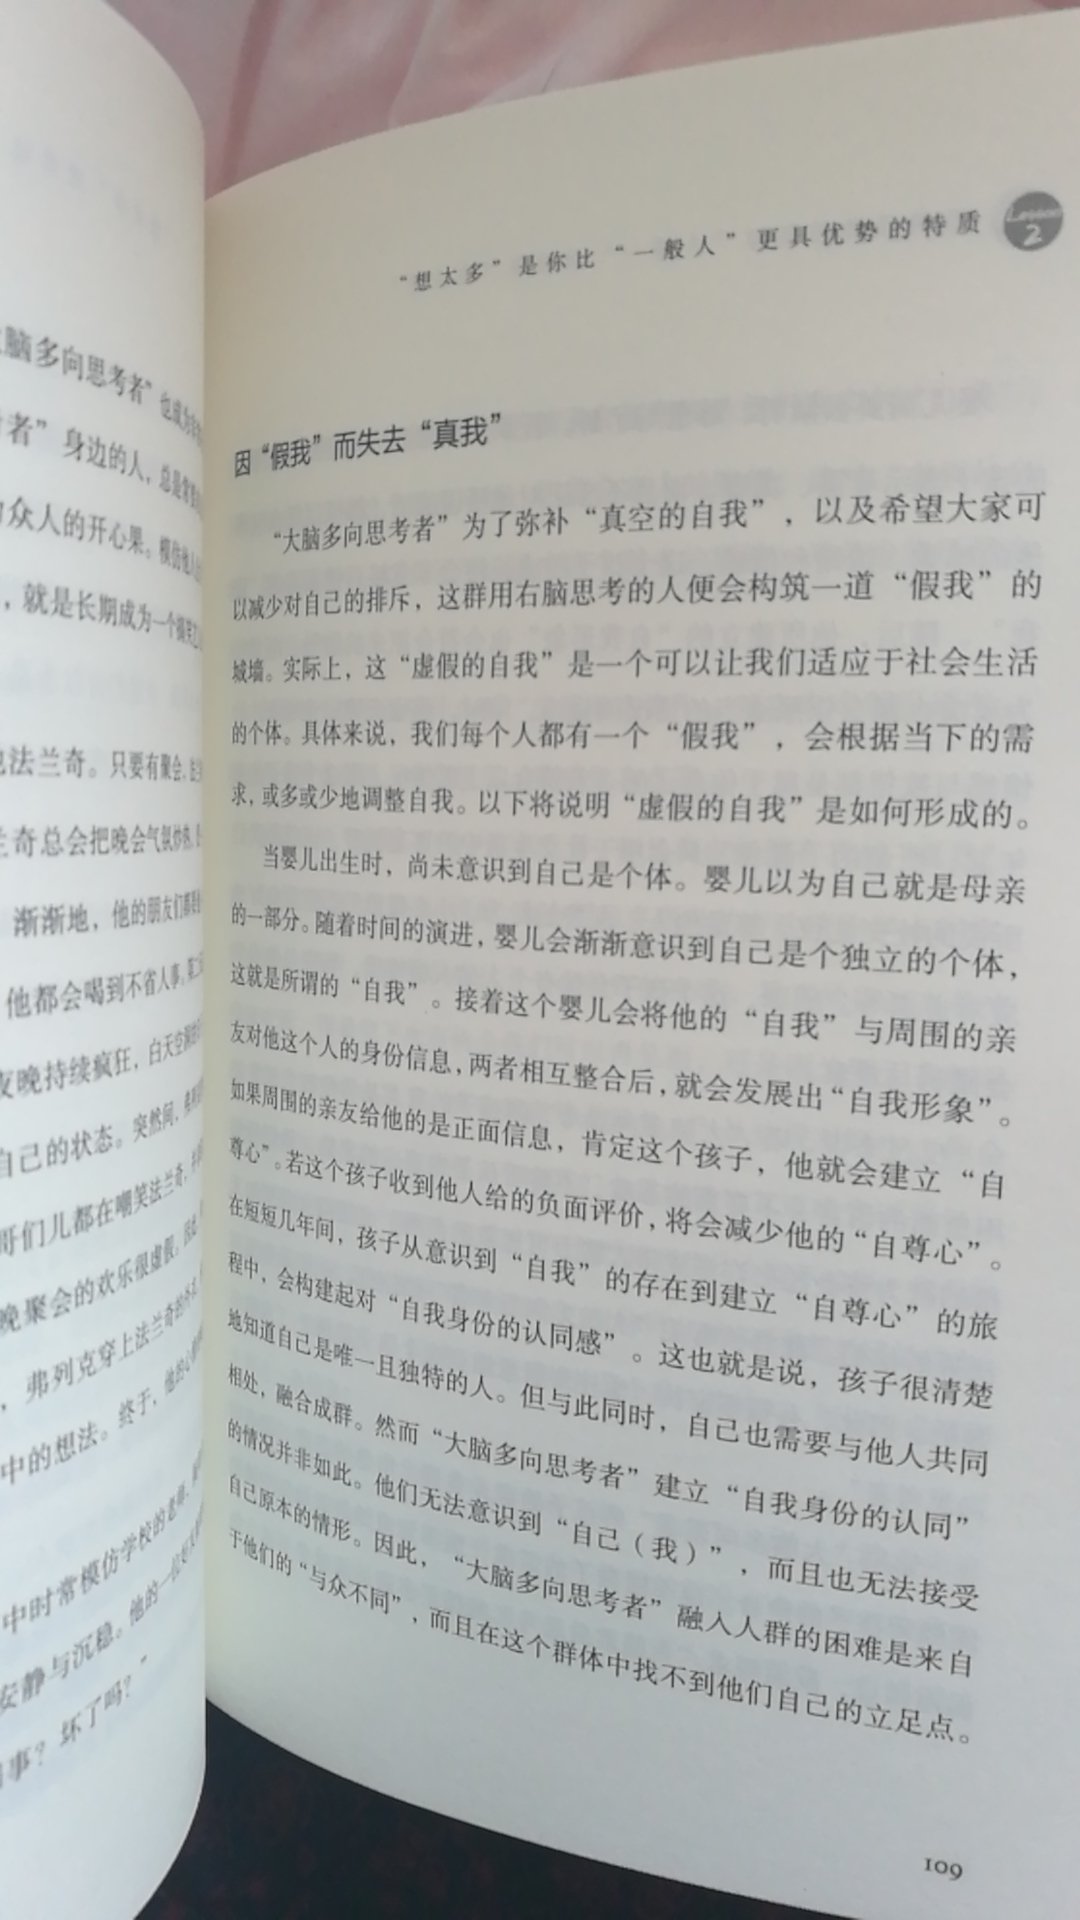 脑多向思考者”
者”身边的人，总是
众人的开心果。模仿他人
，就是长期成为一个
法兰奇。只要有聚会，
奇总会把晚会气氛炒热，
渐渐地，他的朋友们都
他都会喝到不省人事。
夜晚持续疯狂，白天
自己的状态。突然间，
哥们儿都在嘲笑法兰奇，
晚聚会的欢乐很虚假。因此，
，弗列克穿上法兰奇的
中的想法。终于，他的心
中时常模仿学校的老师，
安静与沉稳。他的一位
事？坏了吗？”
“想太多”是你比“一般人”更具优势的特质
Lesson 2
因“假我”而失去“真我”
“大脑多向思考者”为了弥补“真空的自我”，以及希望大家可
以减少对自己的排斥，这群用右脑思考的人便会构筑一道“假我”的
城墙。实际上，这“虚假的自我”是一个可以让我们适应于社会生活
的个体。具体来说，我们每个人都有一个“假我”，会根据当下的需
求，或多或少地调整自我。以下将说明“虚假的自我”是如何形成的。
当婴儿出生时，尚未意识到自己是个体。婴儿以为自己就是母亲
的一部分。随着时间的演进，婴儿会渐渐意识到自己是个独立的个体，
这就是所谓的“自我”。接着这个婴儿会将他的“自我”与周围的亲
友对他这个人的身份信息，两者相互整合后，就会发展出“自我形象”。
如果周围的亲友给他的是正面信息，肯定这个孩子，他就会建立“自
尊心”。若这个孩子收到他人给的负面评价，将会减少他的“自尊心”。
在短短几年间，孩子从意识到“自我”的存在到建立“自尊心”的旅
程中，会构建起对“自我身份的认同感”。这也就是说，孩子很清楚
地知道自己是唯一且独特的人。但与此同时，自己也需要与他人共同
相处，融合成群。然而“大脑多向思考者”建立“自我身份的认同”
的情况并非如此。他们无法意识到“自己（我）”，而且也无法接受
自己原本的情形。因此，“大脑多向思考者”融入人群的困难是来自
于他们的“与众不同”，而且在这个群体中找不到他们自己的立足点。
109